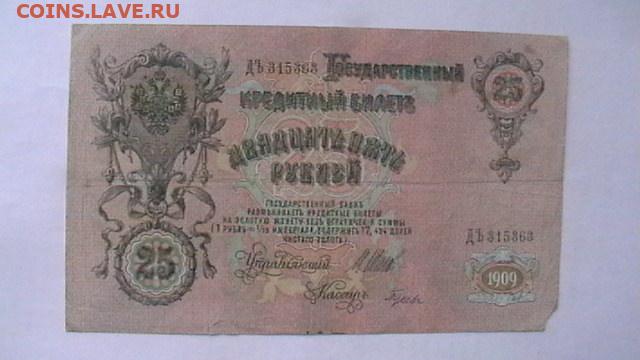 COINS.LAVE.RU
ДЪ 315363 ГОСУДАРСТВЕННЫЙ
25
КРЕДИТНЫЙ БИЛЕТЪ
ДВАДЦАТЬ ПЯТЬ
РУБЛЕЙ
ГОСУДАРСТВЕННЫЙ БАНКЪ
РАЗМѢНИВАЕТЪ КРЕДИТНЫЕ БИЛЕТЫ
НА ЗОЛОТУЮ МОНЕТУ БЕЗЪ ОГРАНИЧЕНІЯ СУММЫ
(1 РУБЛЬ = 1/15 ИМПЕРІАЛА, СОДЕРЖИТЪ 17,424 ДОЛЕЙ
ЧИСТАГО ЗОЛОТА).
ДЪ 315363
25
Управляющій
Кассиръ
1909